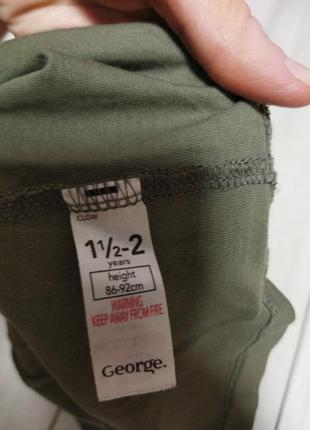 CLOW
1½-2
years
height
86-92cm
WARNING
KEEP AWAY FROM FIRE
George.